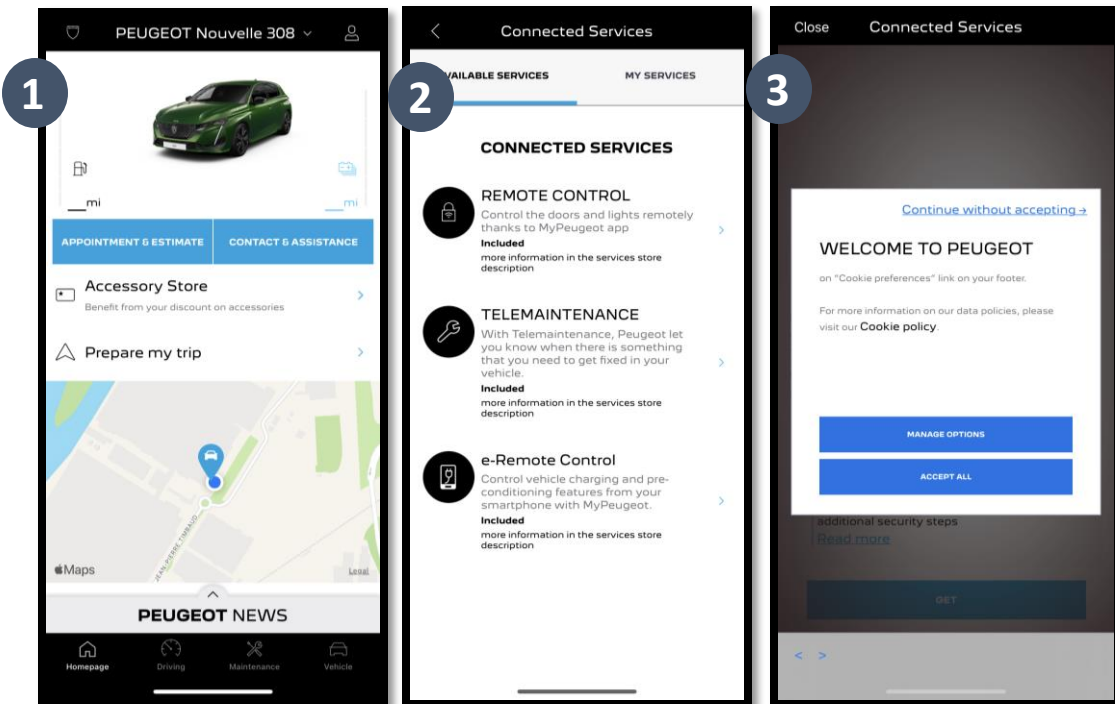 1
PEUGEOT Nouvelle 308
__mi
__mi
APPOINTMENT & ESTIMATE
CONTACT & ASSISTANCE
Accessory Store
Benefit from your discount on accessories
Prepare my trip
JEAN-PIERRE TIMBAUD
Maps
Legal
PEUGEOT NEWS
Homepage
Driving
Maintenance
Vehicle
2
Connected Services
AVAILABLE SERVICES
MY SERVICES
CONNECTED SERVICES
REMOTE CONTROL
Control the doors and lights remotely
thanks to MyPeugeot app
Included
more information in the services store
description
TELEMAINTENANCE
With Telemaintenance, Peugeot let
you know when there is something
that you need to get fixed in your
vehicle.
Included
more information in the services store
description
e-Remote Control
Control vehicle charging and pre-
conditioning features from your
smartphone with MyPeugeot.
Included
more information in the services store
description
3
Close
Connected Services
Continue without accepting →
WELCOME TO PEUGEOT
on "Cookie preferences" link on your footer.
For more information on our data policies, please
visit our Cookie policy.
MANAGE OPTIONS
ACCEPT ALL
additional security steps
Read more
GET
< >